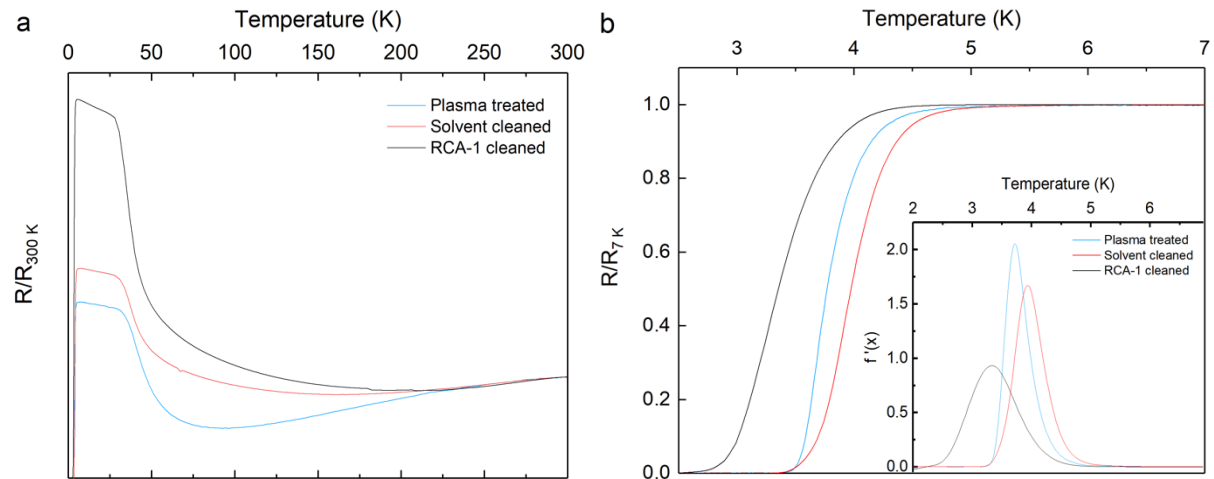 a
Temperature (K)
0 50 100 150 200 250 300
Plasma treated
Solvent cleaned
RCA-1 cleaned
R/R300 K
b
Temperature (K)
3 4 5 6 7
1.0
0.8
0.6
0.4
0.2
0.0
R/R7 K
Temperature (K)
2 3 4 5 6
Plasma treated
Solvent cleaned
RCA-1 cleaned
2.0
1.5
1.0
0.5
0.0
f '(x)